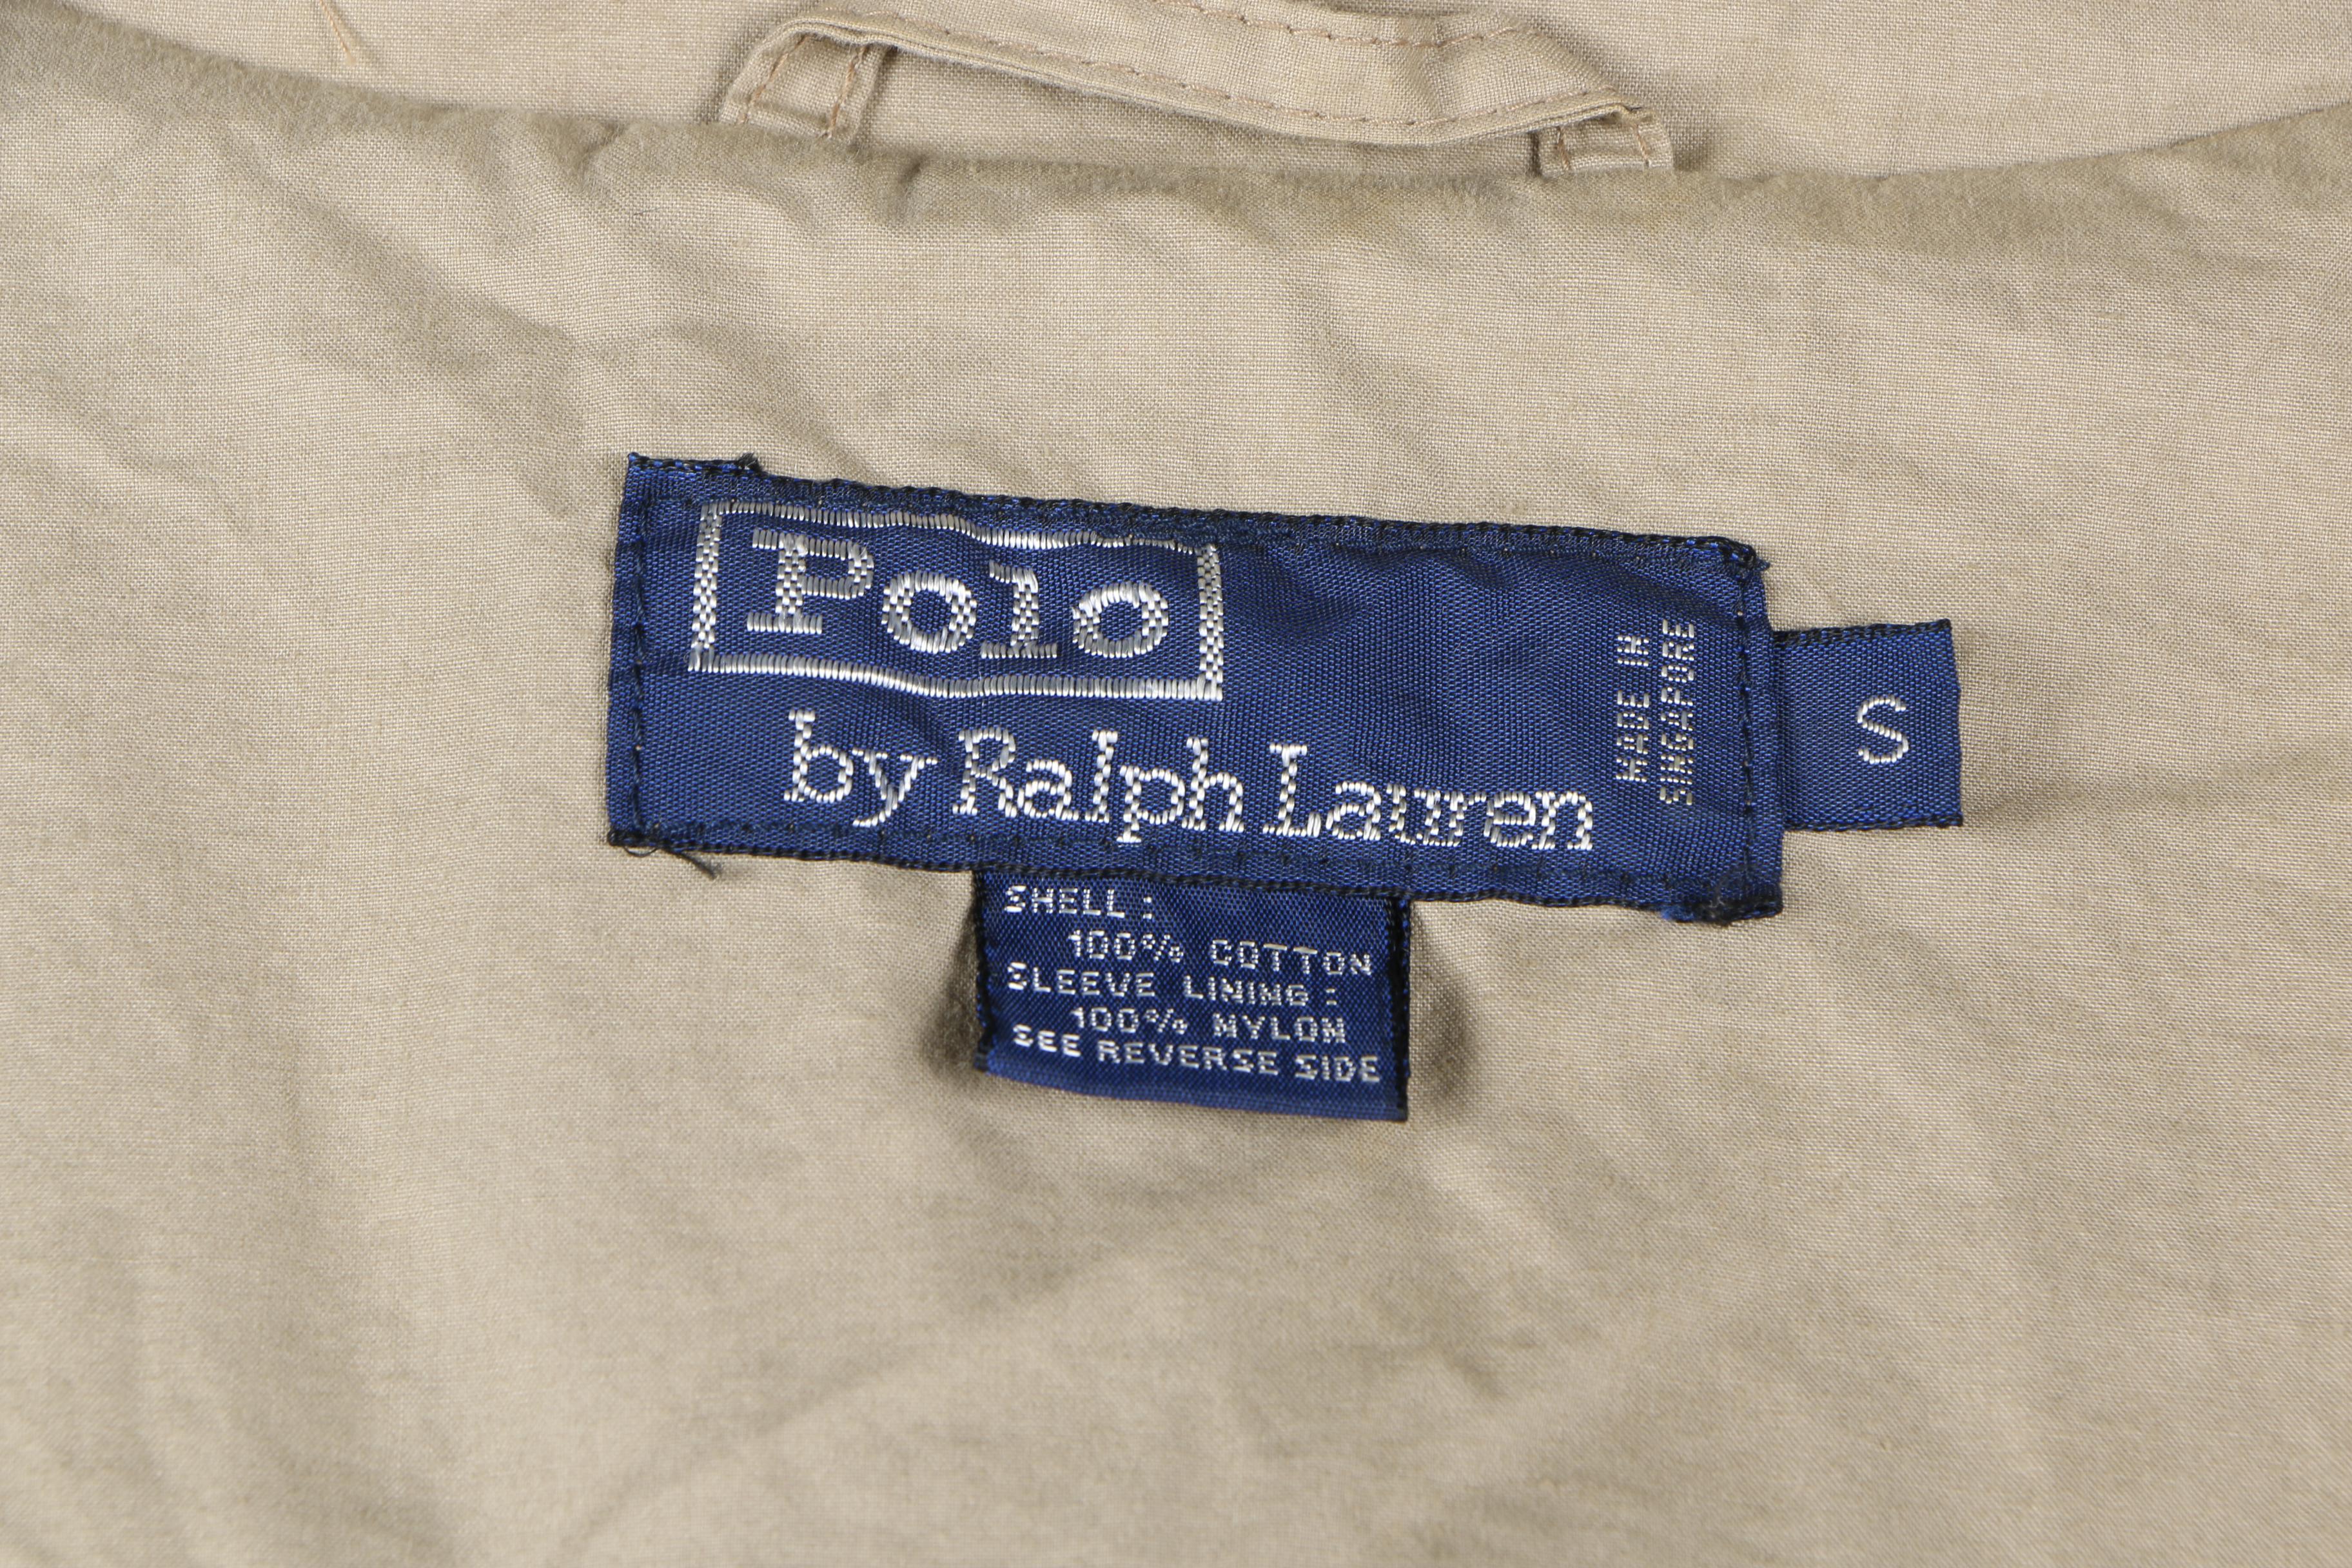 Polo
by Ralph Lauren
MADE IN
SINGAPORE
S
SHELL :
100% COTTON
SLEEVE LINING :
100% NYLON
SEE REVERSE SIDE